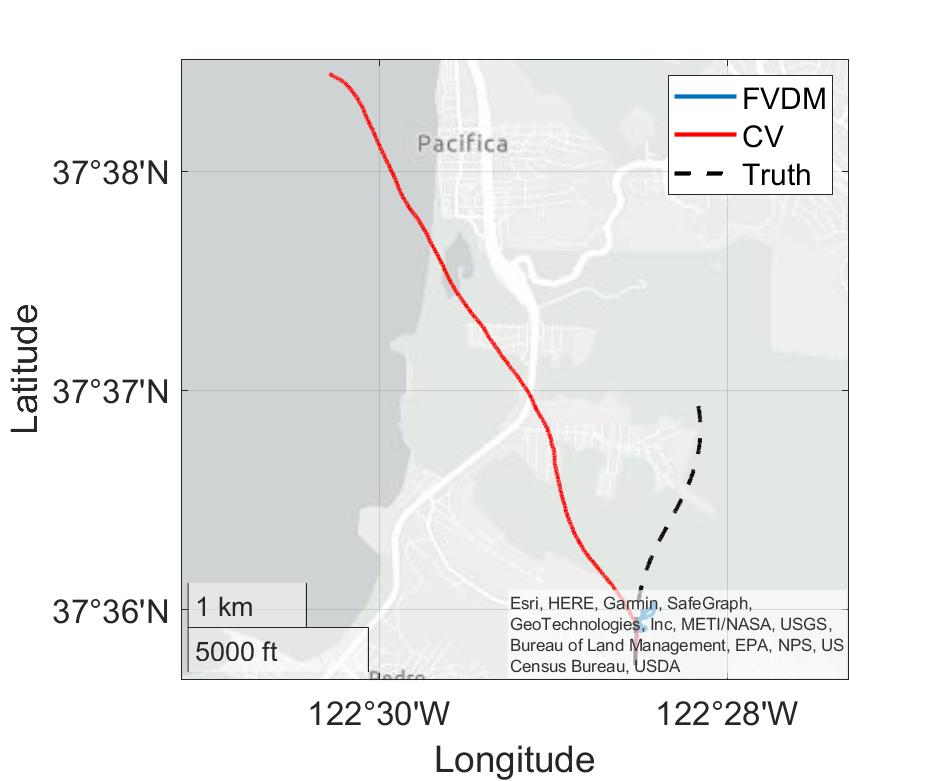 FVDM
CV
Truth
Pacifica
37°38'N
37°37'N
37°36'N
Latitude
1 km
5000 ft
Esri, HERE, Garmin, SafeGraph,
GeoTechnologies, Inc, METI/NASA, USGS,
Bureau of Land Management, EPA, NPS, US
Census Bureau, USDA
Pedro
122°30'W
122°28'W
Longitude